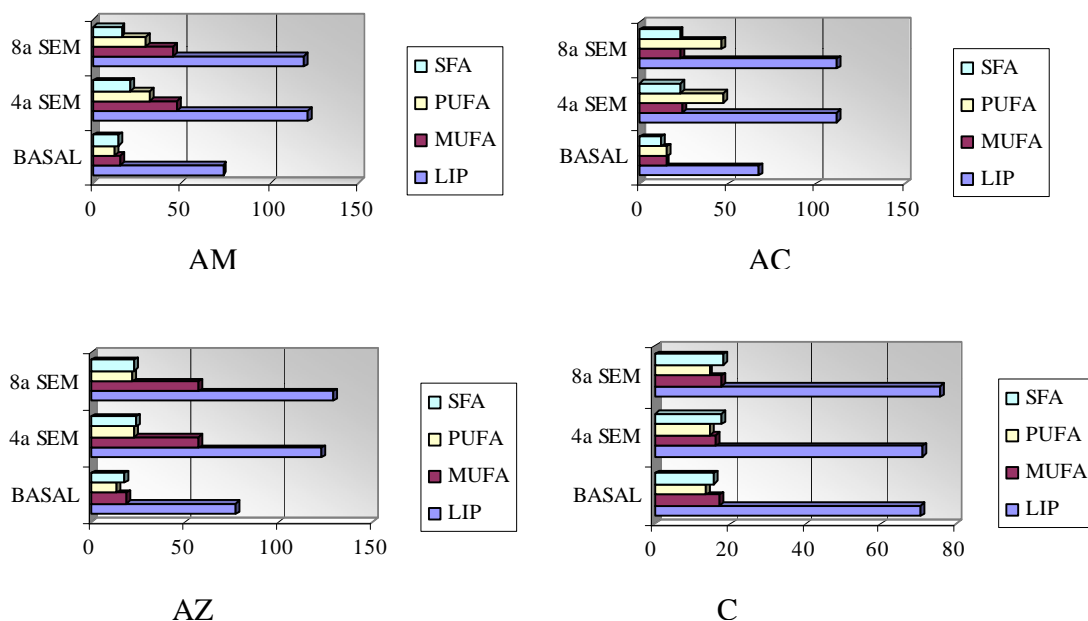 8a SEM
4a SEM
BASAL
0 50 100 150
SFA
PUFA
MUFA
LIP
AM
8a SEM
4a SEM
BASAL
0 50 100 150
SFA
PUFA
MUFA
LIP
AC
8a SEM
4a SEM
BASAL
0 50 100 150
SFA
PUFA
MUFA
LIP
AZ
8a SEM
4a SEM
BASAL
0 20 40 60 80
SFA
PUFA
MUFA
LIP
C